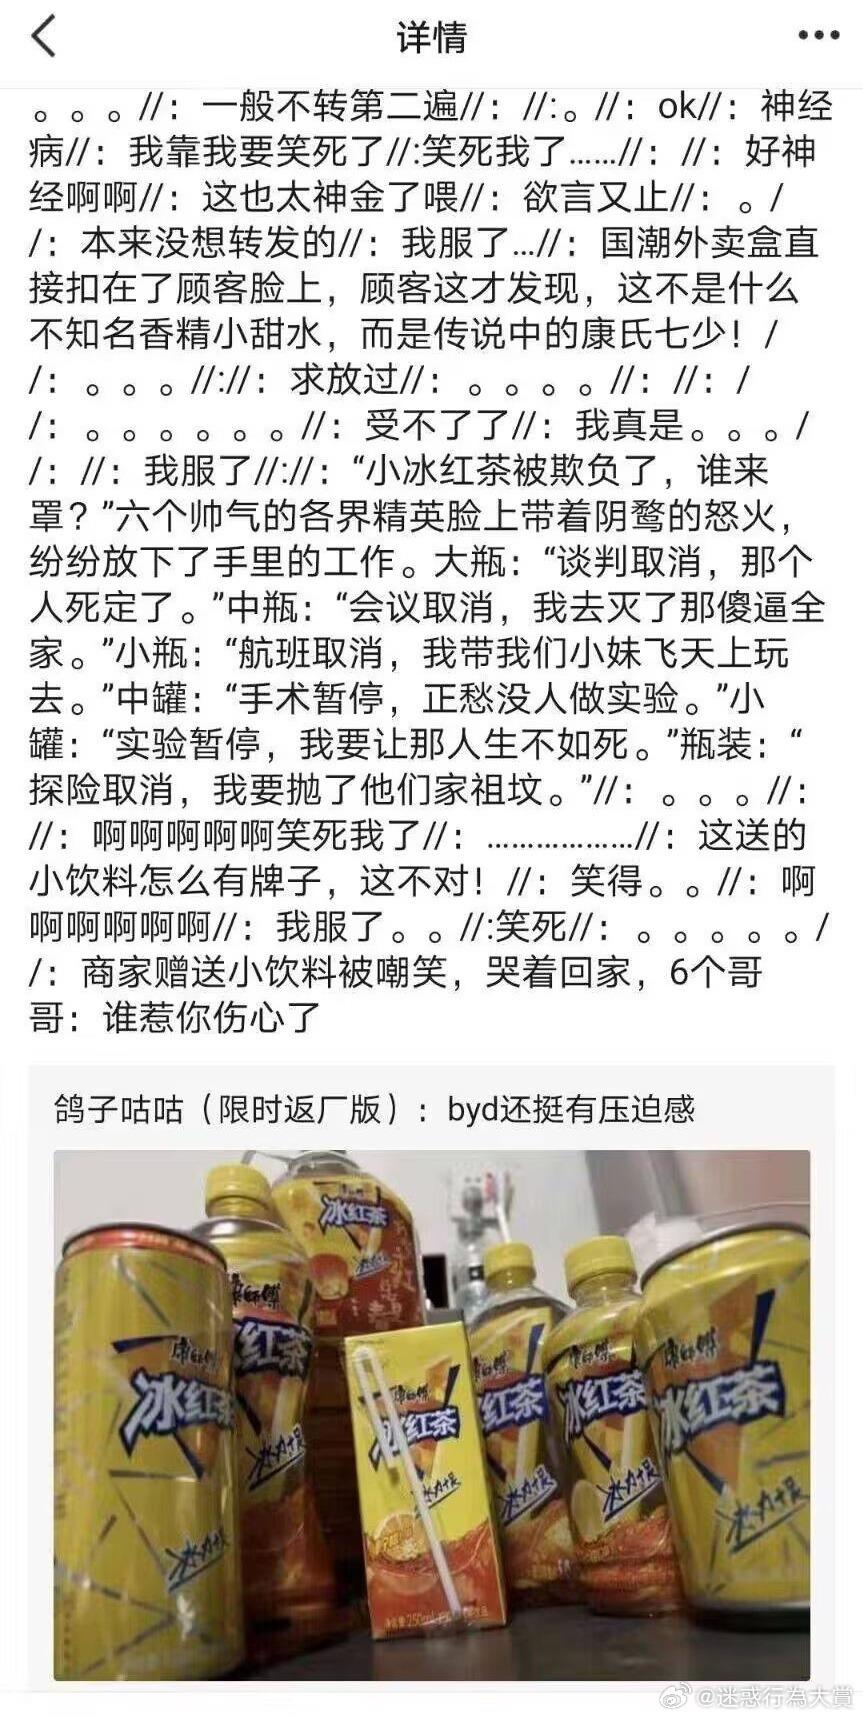 详情
。。。//：一般不转第二遍//：//:。//：ok//：神经
病//：我靠我要笑死了//:笑死我了……//：//：好神
经啊啊//：这也太神金了喂//：欲言又止//：。/
/：本来没想转发的//：我服了...//：国潮外卖盒直
接扣在了顾客脸上，顾客这才发现，这不是什么
不知名香精小甜水，而是传说中的康氏七少！/
/：。。。//://：求放过//：。。。。//：//：/
/：。。。。。。//：受不了了//：我真是。。。/
/：//：我服了//://：“小冰红茶被欺负了，谁来
罩？”六个帅气的各界精英脸上带着阴鹜的怒火，
纷纷放下了手里的工作。大瓶：“谈判取消，那个
人死定了。”中瓶：“会议取消，我去灭了那傻逼全
家。”小瓶：“航班取消，我带我们小妹飞天上玩
去。”中罐：“手术暂停，正愁没人做实验。”小
罐：“实验暂停，我要让那人生不如死。”瓶装：“
探险取消，我要抛了他们家祖坟。”//：。。。//：
//：啊啊啊啊啊笑死我了//：………………//：这送的
小饮料怎么有牌子，这不对！//：笑得。。//：啊
啊啊啊啊啊//：我服了。。//:笑死//：。。。。。/
/：商家赠送小饮料被嘲笑，哭着回家，6个哥
哥：谁惹你伤心了
鸽子咕咕（限时返厂版）：byd还挺有压迫感
康师傅
冰红茶
冰力十足
康师傅
红茶
冰力十足
冰红茶
康师傅
冰红茶
冰力十足
250mL
康师傅
红茶
冰力十足
康师傅
冰红茶
冰力十足
康师傅
冰红茶
冰力十足
@迷惑行為大賞